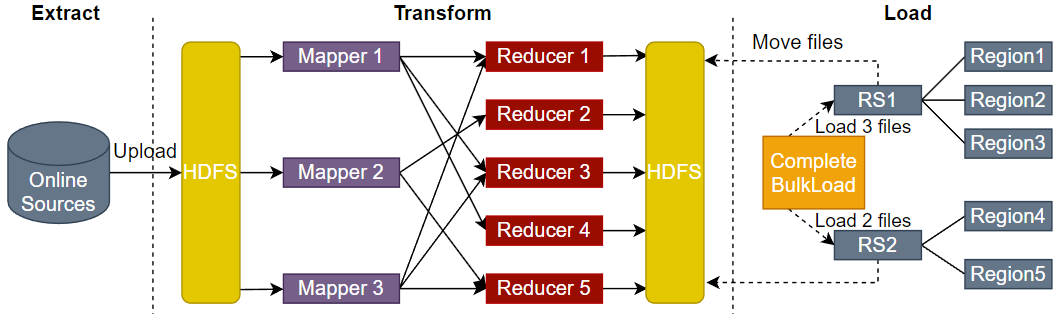 Extract
Transform
Load
Online
Sources
Upload
HDFS
Mapper 1
Mapper 2
Mapper 3
Reducer 1
Reducer 2
Reducer 3
Reducer 4
Reducer 5
HDFS
Move files
RS1
Load 3 files
Complete
BulkLoad
Load 2 files
RS2
Region1
Region2
Region3
Region4
Region5